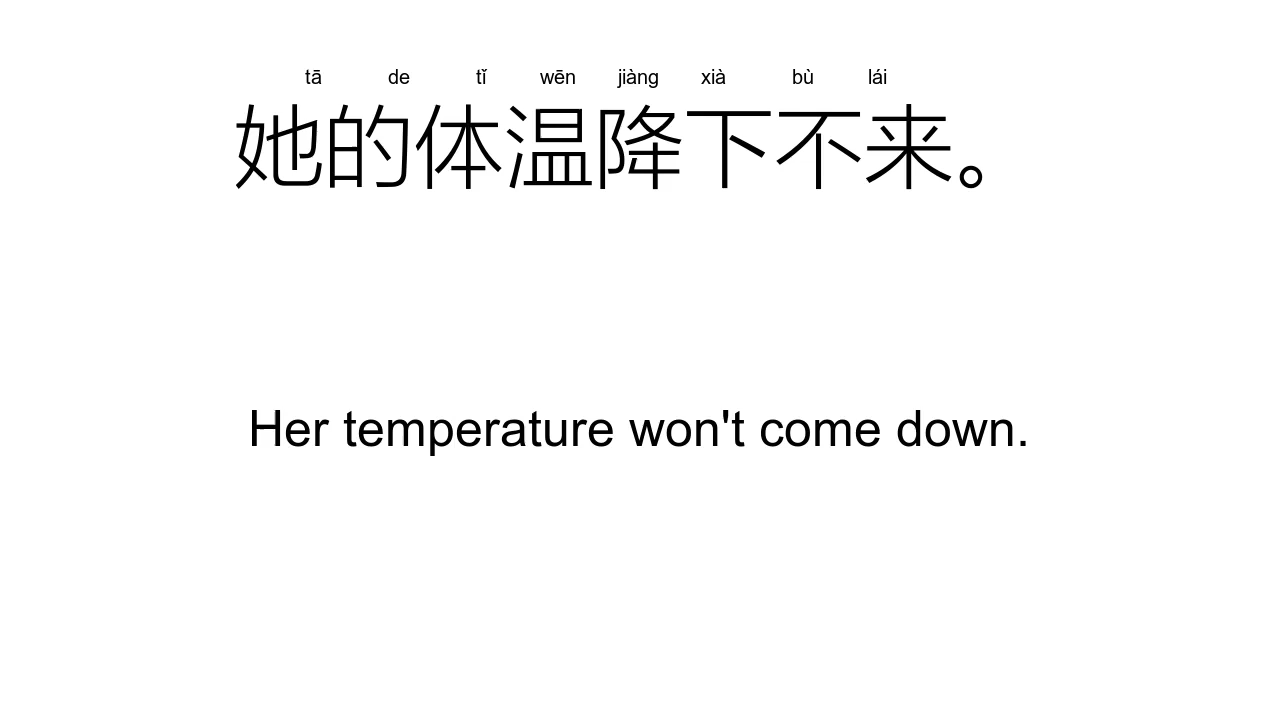 tā de tǐ wēn jiàng xià bù lái
她的体温降下不来。
Her temperature won't come down.